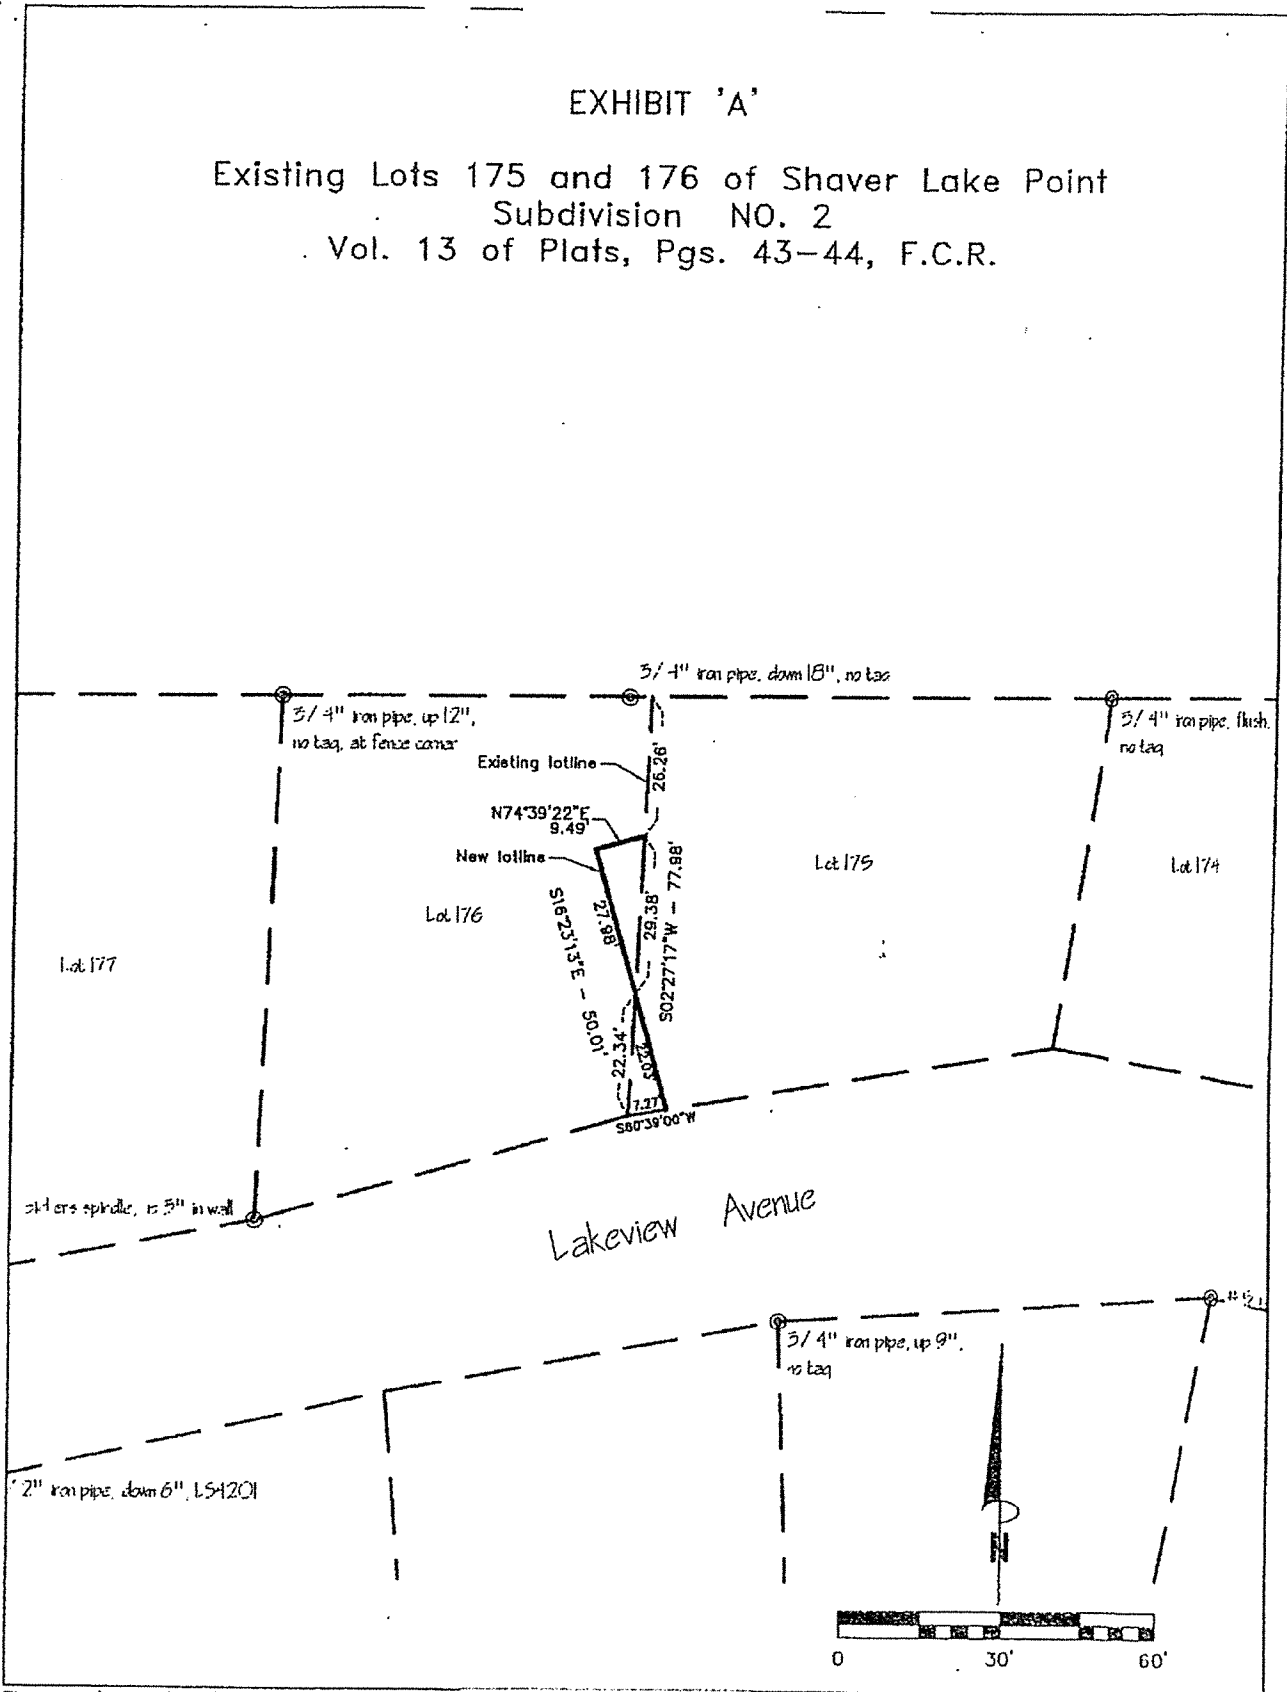 EXHIBIT 'A'
Existing Lots 175 and 176 of Shaver Lake Point
Subdivision NO. 2
Vol. 13 of Plats, Pgs. 43-44, F.C.R.
3/4" iron pipe, down 18", no tag
3/4" iron pipe, up 12",
no tag, at fence corner
3/4" iron pipe, flush,
no tag
Existing lotline
26.26'
N74°39'22"E
9.49'
New lotline
Lot 175
Lot 174
Lot 176
Lot 177
27.98'
29.38'
S02°27'17"W - 77.98'
S16°23'13"E - 50.01'
22.34'
22.03'
7.27'
S80°39'00"W
spindle, 3" in wall
Lakeview Avenue
3/4" iron pipe, up 9",
no tag
2" iron pipe, down 6", LS4201
N
0 30' 60'